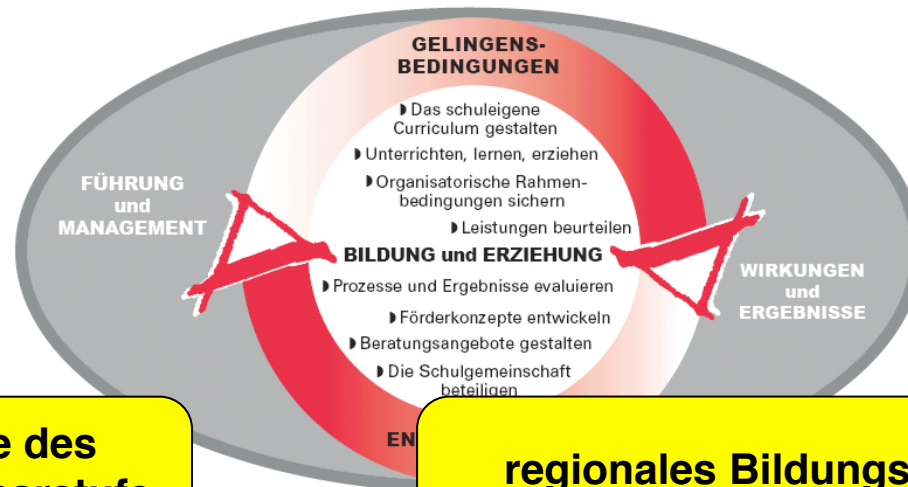 GELINGENS-
BEDINGUNGEN
◗ Das schuleigene
Curriculum gestalten
◗ Unterrichten, lernen, erziehen
◗ Organisatorische Rahmen-
bedingungen sichern
◗ Leistungen beurteilen
FÜHRUNG
und
MANAGEMENT
BILDUNG und ERZIEHUNG
WIRKUNGEN
und
ERGEBNISSE
◗ Prozesse und Ergebnisse evaluieren
◗ Förderkonzepte entwickeln
◗ Beratungsangebote gestalten
◗ Die Schulgemeinschaft
beteiligen
EN
des
regionales Bildungs